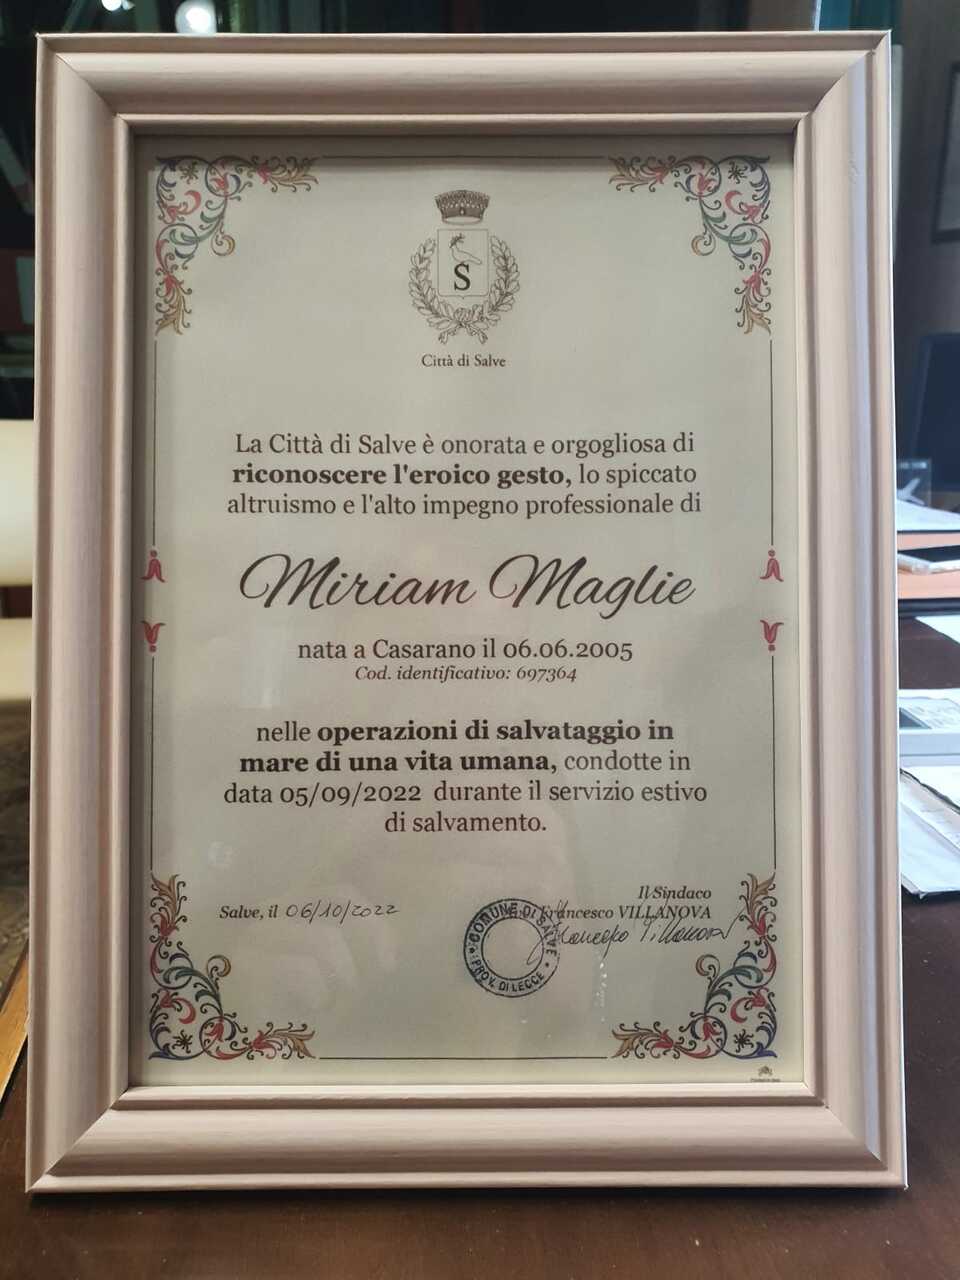 S
Città di Salve
La Città di Salve è onorata e orgogliosa di
riconoscere l'eroico gesto, lo spiccato
altruismo e l'alto impegno professionale di
Miriam Maglie
nata a Casarano il 06.06.2005
Cod. identificativo: 697364
nelle operazioni di salvataggio in
mare di una vita umana, condotte in
data 05/09/2022 durante il servizio estivo
di salvamento.
Il Sindaco
Salve, il 06/10/2022
Francesco VILLANOVA
Francesco Villanova
COMUNE DI SALVE
* PROV. DI LECCE *